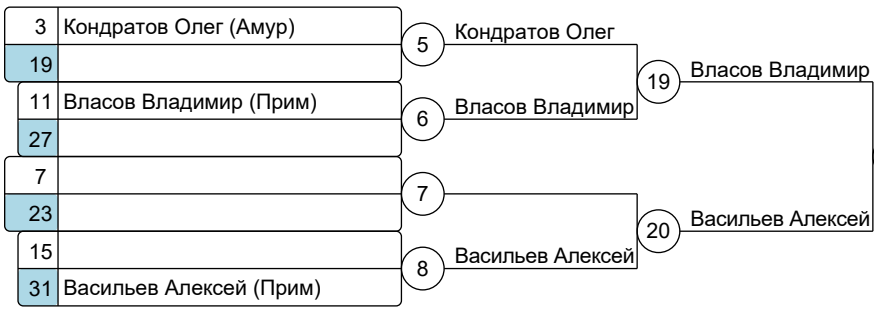 3 Кондратов Олег (Амур)
19
5 Кондратов Олег
11 Власов Владимир (Прим)
27
6 Власов Владимир
19 Власов Владимир
7
23
7
15
31 Васильев Алексей (Прим)
8 Васильев Алексей
20 Васильев Алексей